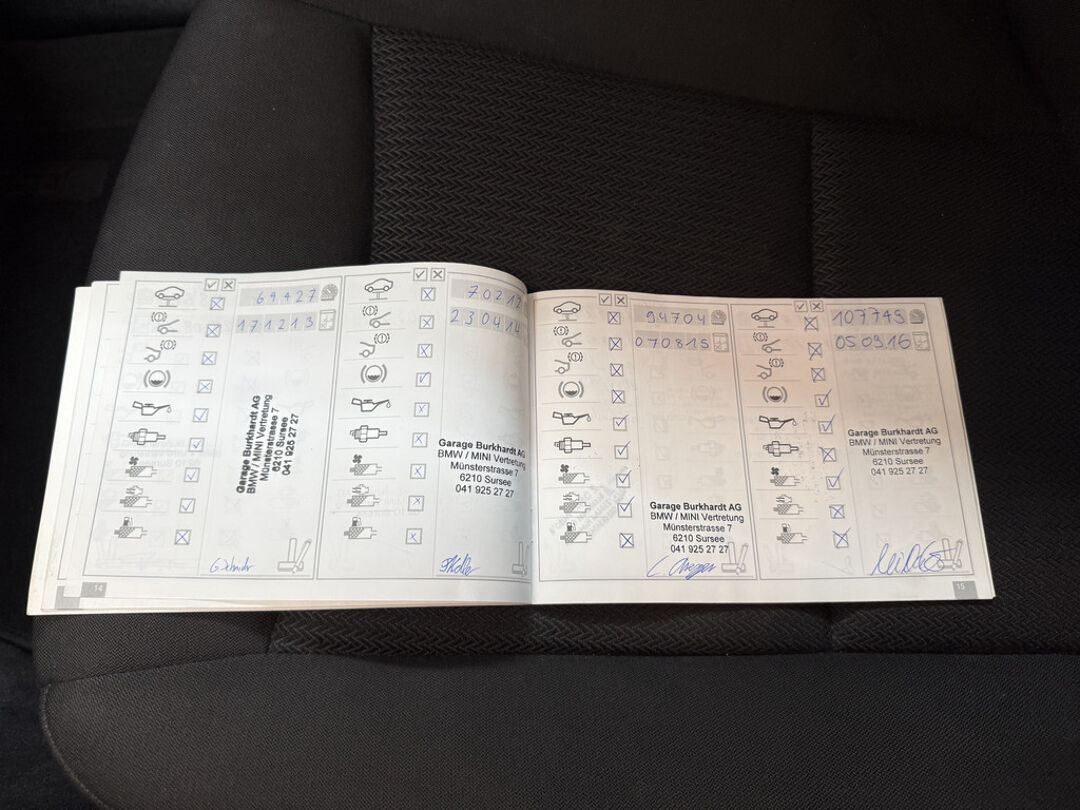 69427
171213
Garage Burkhardt AG
BMW / MINI Vertretung
Münsterstrasse 7
6210 Sursee
041 925 27 27
14
7021
230414
Garage Burkhardt AG
BMW / MINI Vertretung
Münsterstrasse 7
6210 Sursee
041 925 27 27
94704
070815
Garage Burkhardt AG
BMW / MINI Vertretung
Münsterstrasse 7
6210 Sursee
041 925 27 27
107749
050916
Garage Burkhardt AG
BMW / MINI Vertretung
Münsterstrasse 7
6210 Sursee
041 925 27 27
15